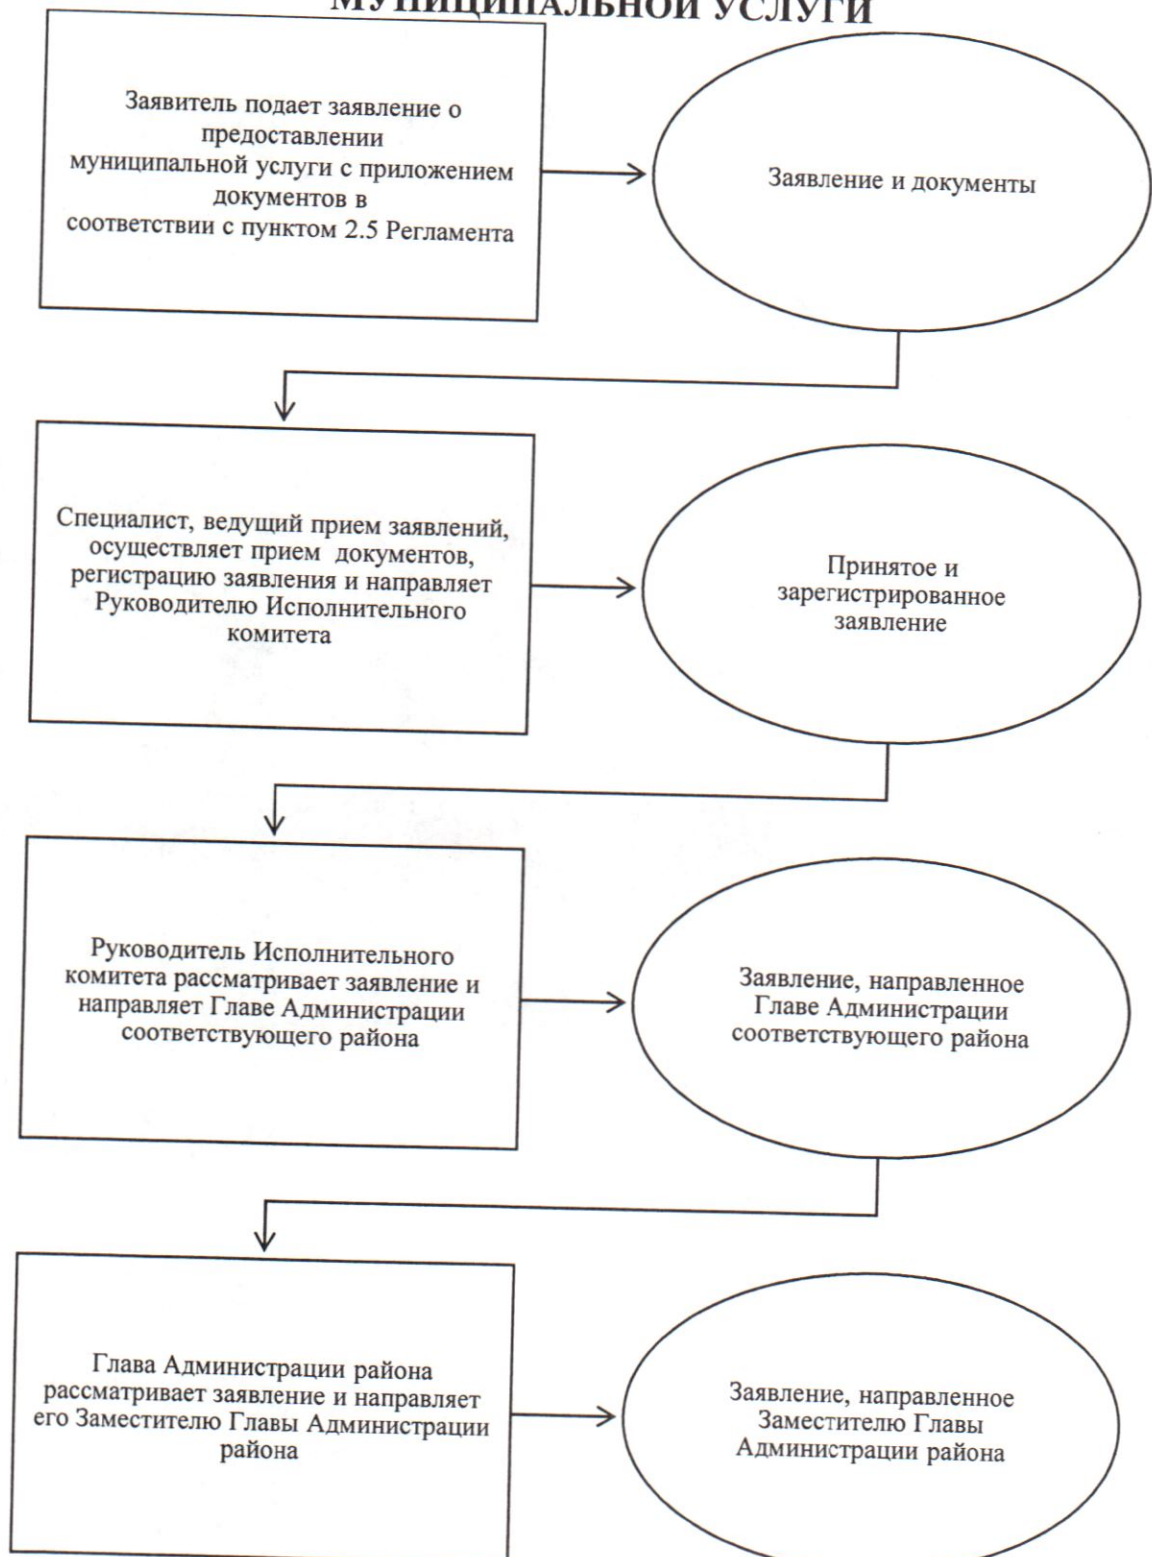 МУНИЦИПАЛЬНОЙ УСЛУГИ
Заявитель подает заявление о
предоставлении
муниципальной услуги с приложением
документов в
соответствии с пунктом 2.5 Регламента
Заявление и документы
Специалист, ведущий прием заявлений,
осуществляет прием документов,
регистрацию заявления и направляет
Руководителю Исполнительного
комитета
Принятое и
зарегистрированное
заявление
Руководитель Исполнительного
комитета рассматривает заявление и
направляет Главе Администрации
соответствующего района
Заявление, направленное
Главе Администрации
соответствующего района
Глава Администрации района
рассматривает заявление и направляет
его Заместителю Главы Администрации
района
Заявление, направленное
Заместителю Главы
Администрации района